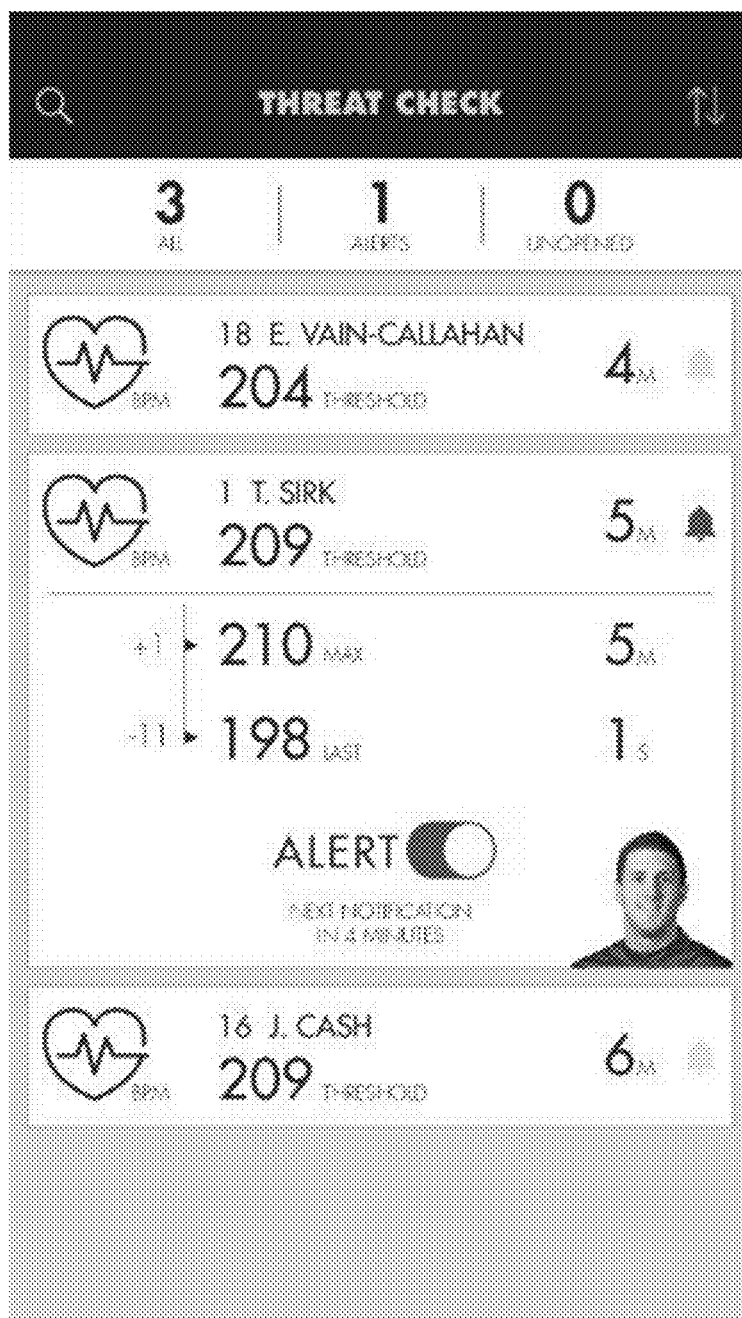 THREAT CHECK
3 1 0
ALL ALERTS UNOPENED
18 E. VAIN-CALLAHAN
BPM 204 THRESHOLD 4M
1 T. SIRK
BPM 209 THRESHOLD 5M
+1 210 MAX 5M
-11 198 LAST 1S
ALERT
NEXT NOTIFICATION
IN 4 MINUTES
16 J. CASH
BPM 209 THRESHOLD 6M